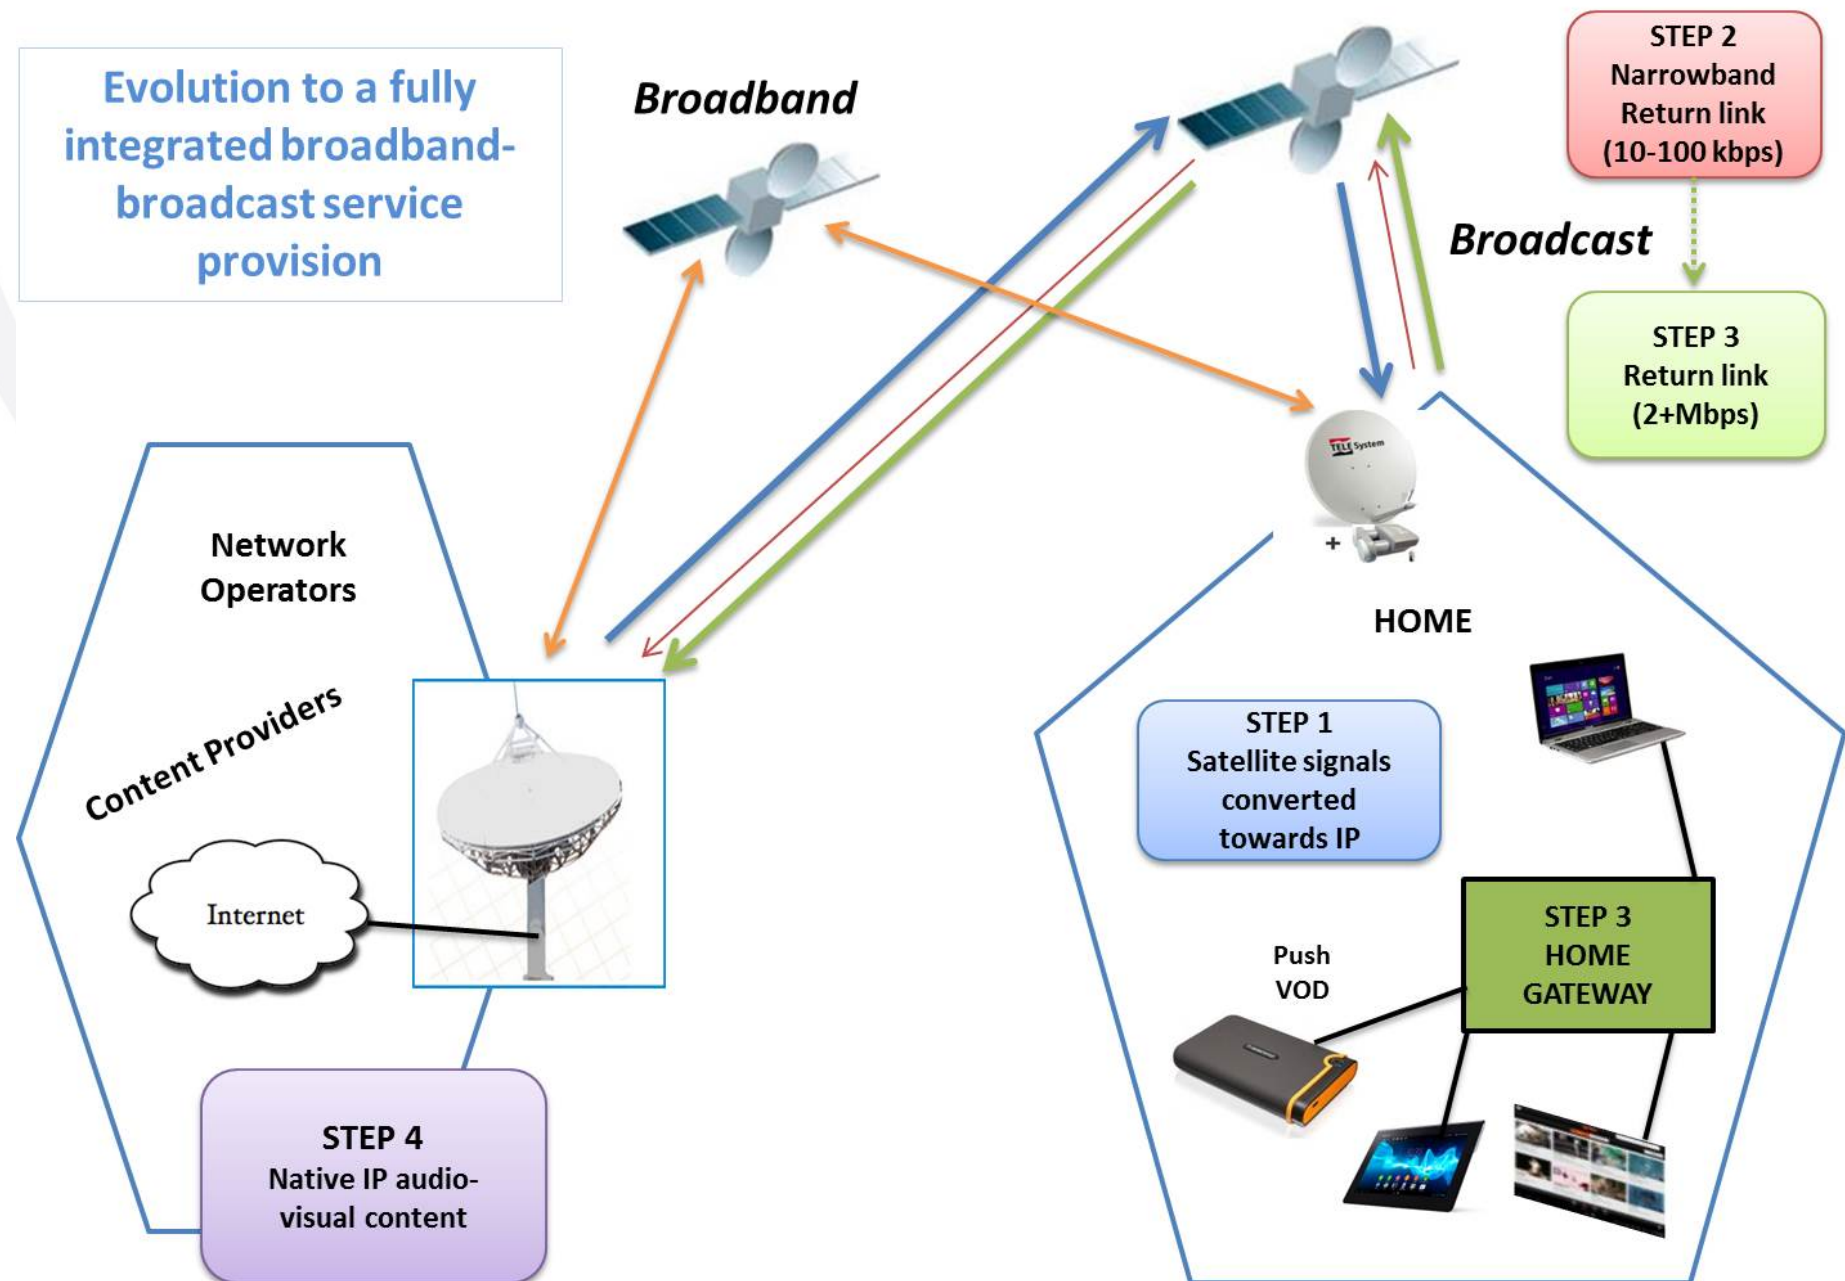 Evolution to a fully
integrated broadband-
broadcast service
provision
Broadband
Broadcast
STEP 2
Narrowband
Return link
(10-100 kbps)
STEP 3
Return link
(2+Mbps)
TELE System
+
Network
Operators
Content Providers
Internet
STEP 4
Native IP audio-
visual content
HOME
STEP 1
Satellite signals
converted
towards IP
STEP 3
HOME
GATEWAY
Push
VOD